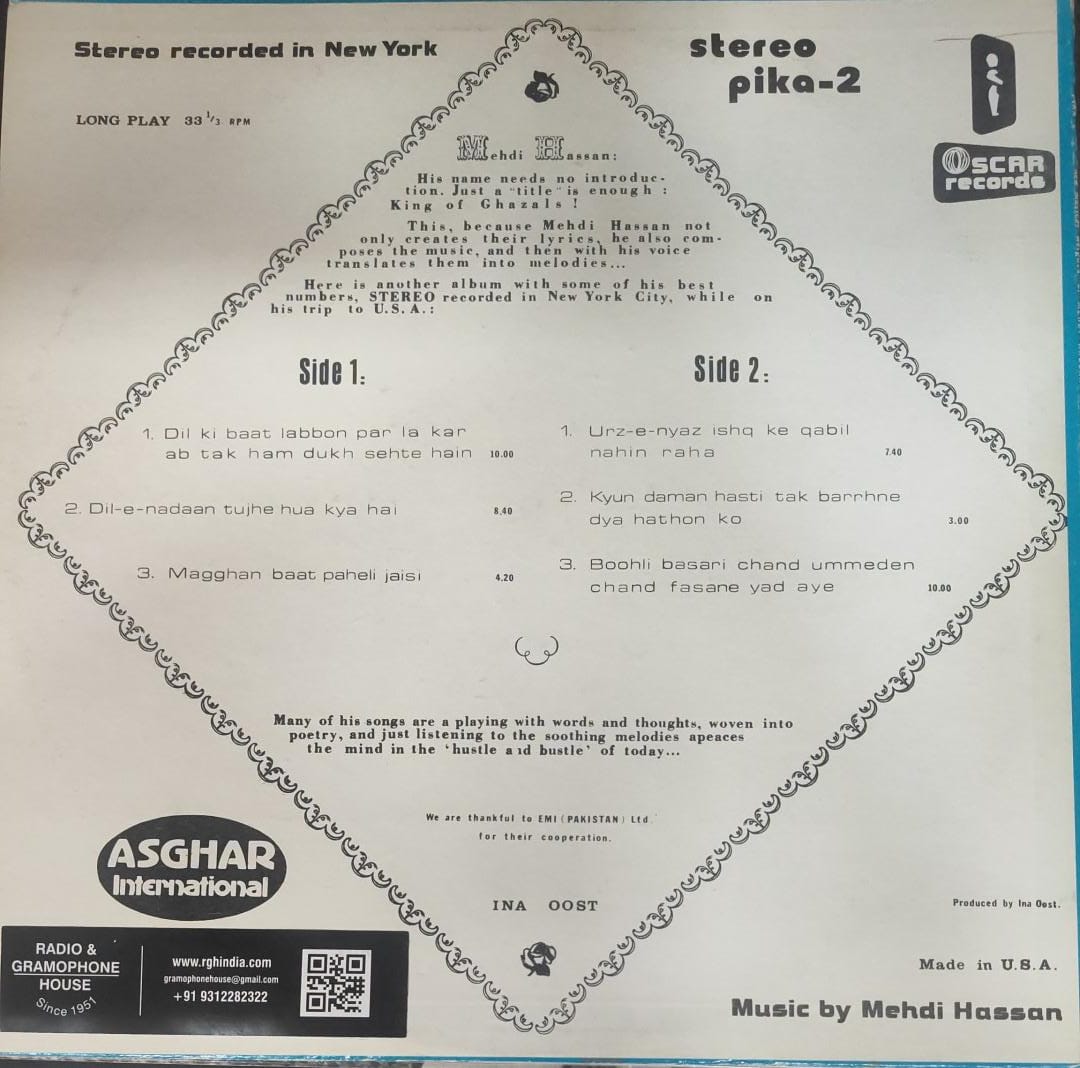 Stereo recorded in New York
stereo
pika-2
LONG PLAY 33 1/3 RPM
OSCAR
records
Mehdi Hassan:
His name needs no introduc-
tion. Just a "title" is enough :
King of Ghazals !
This, because Mehdi Hassan not
only creates their lyrics, he also com-
poses the music, and then with his voice
translates them into melodies...
Here is another album with some of his best
numbers, STEREO recorded in New York City, while on
his trip to U.S.A.:
Side 1:
1. Dil ki baat labbon par la kar
ab tak ham dukh sehte hain 10.00
2. Dil-e-nadaan tujhe hua kya hai 8.40
3. Magghan baat paheli jaisi 4.20
Side 2:
1. Urz-e-nyaz ishq ke qabil
nahin raha 7.40
2. Kyun daman hasti tak barrhne
dya hathon ko 3.00
3. Boohli basari chand ummeden
chand fasane yad aye 10.00
Many of his songs are a playing with words and thoughts, woven into
poetry, and just listening to the soothing melodies apeaces
the mind in the 'hustle and bustle' of today...
We are thankful to EMI (PAKISTAN) Ltd
for their cooperation.
ASGHAR
International
INA OOST
Produced by Ina Oost.
RADIO &
GRAMOPHONE
HOUSE
Since 1951
www.rghindia.com
gramophonehouse@gmail.com
+91 9312282322
Made in U.S.A.
Music by Mehdi Hassan